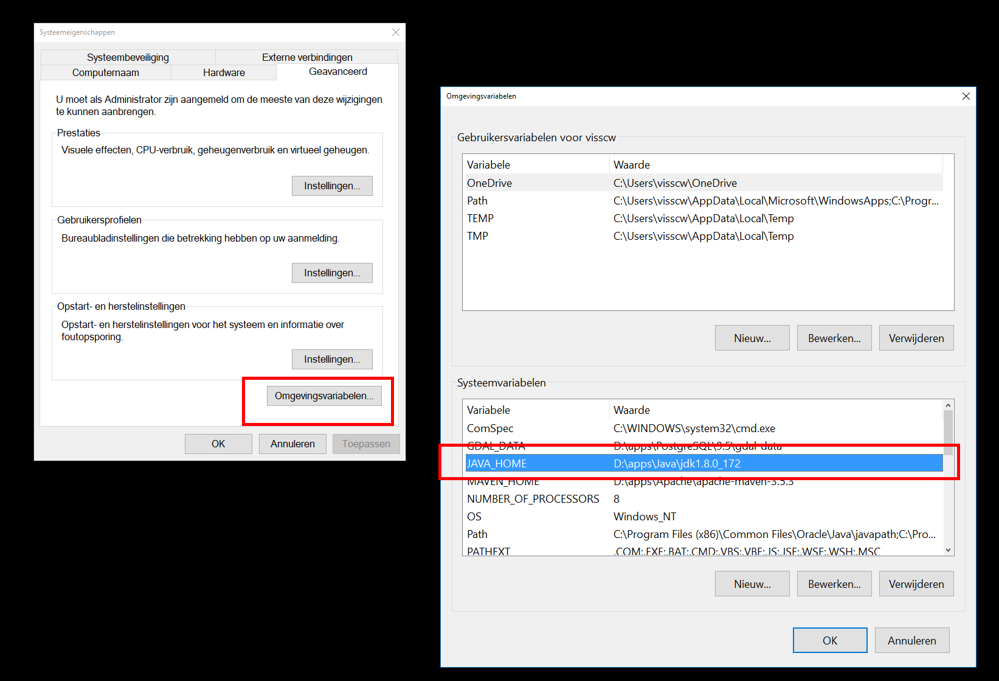 Systeemeigenschappen
Systeembeveiliging
Externe verbindingen
Computernaam
Hardware
Geavanceerd
U moet als Administrator zijn aangemeld om de meeste van deze wijzigingen
te kunnen aanbrengen.
Prestaties
Visuele effecten, CPU-verbruik, geheugenverbruik en virtueel geheugen.
Instellingen...
Gebruikersprofielen
Bureaubladinstellingen die betrekking hebben op uw aanmelding.
Instellingen...
Opstart- en herstelinstellingen
Opstart- en herstelinstellingen voor het systeem en informatie over
foutopsporing.
Instellingen...
Omgevingsvariabelen...
OK
Annuleren
Toepassen
Omgevingsvariabelen
Gebruikersvariabelen voor visscw
Variabele Waarde
OneDrive C:\Users\visscw\OneDrive
Path C:\Users\visscw\AppData\Local\Microsoft\WindowsApps;C:\Progr...
TEMP C:\Users\visscw\AppData\Local\Temp
TMP C:\Users\visscw\AppData\Local\Temp
Nieuw...
Bewerken...
Verwijderen
Systeemvariabelen
Variabele Waarde
ComSpec C:\WINDOWS\system32\cmd.exe
GDAL_DATA D:\apps\PostgreSQL\9.5\gdal-data
JAVA_HOME D:\apps\Java\jdk1.8.0_172
MAVEN_HOME D:\apps\Apache\apache-maven-3.5.3
NUMBER_OF_PROCESSORS 8
OS Windows_NT
Path C:\Program Files (x86)\Common Files\Oracle\Java\javapath;C:\Pro...
PATHEXT .COM;.EXE;.BAT;.CMD;.VBS;.VBE;.JS;.JSE;.WSF;.WSH;.MSC
Nieuw...
Bewerken...
Verwijderen
OK
Annuleren